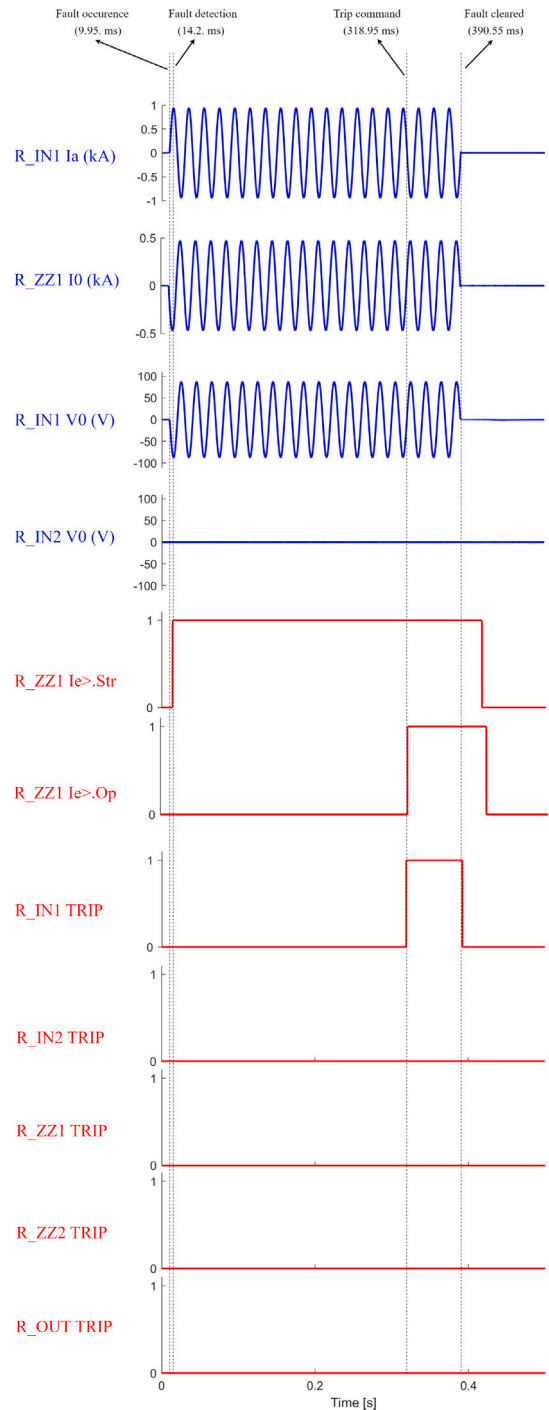 Fault occurence
(9.95. ms)
Fault detection
(14.2. ms)
Trip command
(318.95 ms)
Fault cleared
(390.55 ms)
R_IN1 Ia (kA)
1
0.5
0
-0.5
-1
R_ZZ1 I0 (kA)
0.5
0
-0.5
R_IN1 V0 (V)
100
50
0
-50
-100
R_IN2 V0 (V)
100
50
0
-50
-100
R_ZZ1 Ie>.Str
1
0
R_ZZ1 Ie>.Op
1
0
R_IN1 TRIP
1
0
R_IN2 TRIP
1
0
R_ZZ1 TRIP
1
0
R_ZZ2 TRIP
1
0
R_OUT TRIP
1
0
0 0.2 0.4
Time [s]